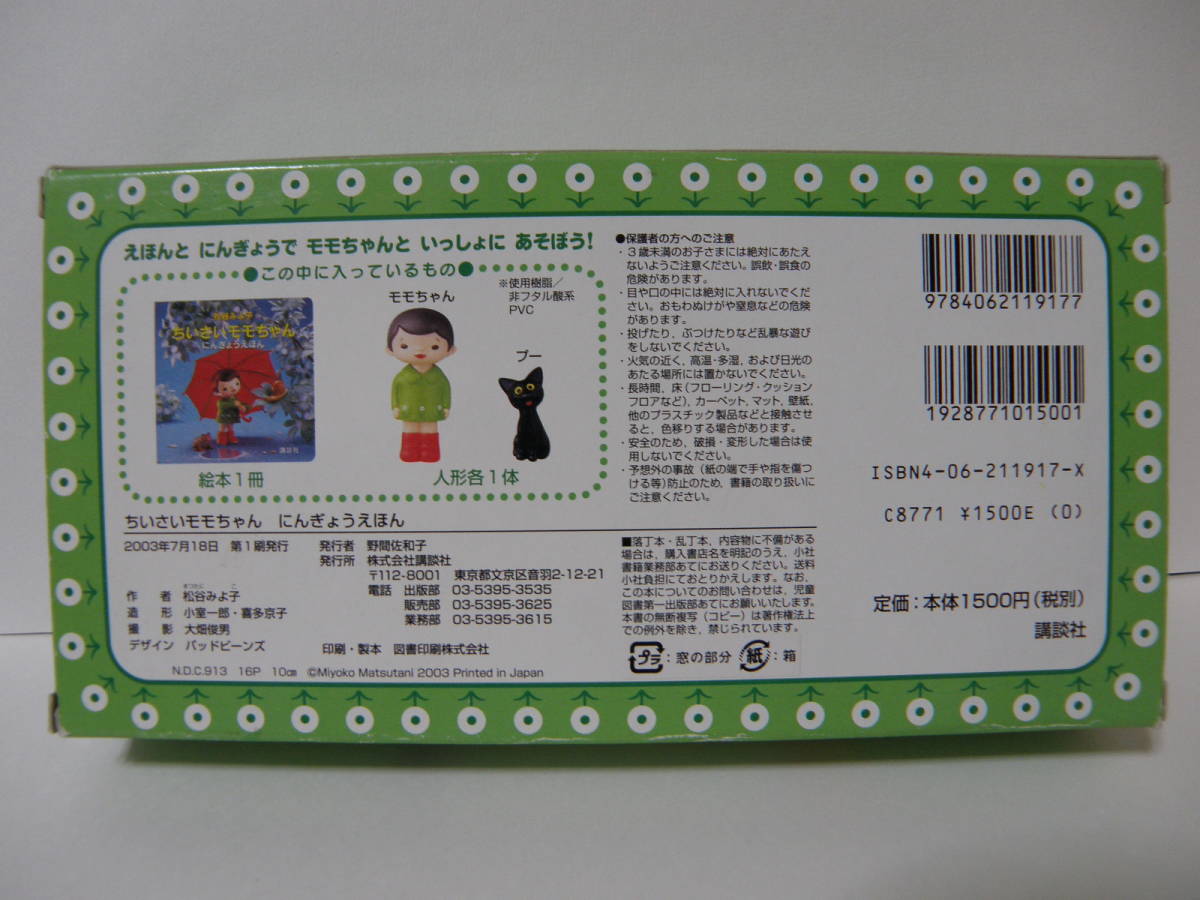 えほんと にんぎょうで モモちゃんと いっしょに あそぼう!
●この中に入っているもの●
松谷みよ子
ちいさいモモちゃん
にんぎょうえほん
講談社
絵本1冊
モモちゃん
※使用樹脂/
非フタル酸系
PVC
プー
人形各1体
ちいさいモモちゃん にんぎょうえほん
2003年7月18日 第1刷発行
発行者 野間佐和子
発行所 株式会社講談社
〒112-8001 東京都文京区音羽2-12-21
電話 出版部 03-5395-3535
販売部 03-5395-3625
業務部 03-5395-3615
まつたに こ
作者 松谷みよ子
造形 小室一郎・喜多京子
撮影 大畑俊男
デザイン バッドビーンズ
印刷・製本 図書印刷株式会社
N.D.C.913 16P 10㎝ ©Miyoko Matsutani 2003 Printed in Japan
●保護者の方へのご注意
・3歳未満のお子さまには絶対にあたえ
ないようご注意ください。誤飲・誤食の
危険があります。
・目や口の中には絶対に入れないでくだ
さい。おもわぬけがや窒息などの危険
があります。
・投げたり、ぶつけたりなど乱暴な遊び
をしないでください。
・火気の近く、高温・多湿、および日光の
あたる場所には置かないでください。
・長時間、床(フローリング・クッション
フロアなど)、カーペット、マット、壁紙、
他のプラスチック製品などと接触させ
ると、色移りする場合があります。
・安全のため、破損・変形した場合は使
用しないでください。
・予想外の事故(紙の端で手や指を傷つ
ける等)防止のため、書籍の取り扱いに
ご注意ください。
■落丁本・乱丁本、内容物に不備がある
場合は、購入書店名を明記のうえ、小社
書籍業務部あてにお送りください。送料
小社負担にておとりかえします。なお、
この本についてのお問い合わせは、児童
図書第一出版部あてにお願いいたします。
本書の無断複写(コピー)は著作権法上
での例外を除き、禁じられています。
プラ:窓の部分 紙:箱
9784062119177
1928771015001
ISBN4-06-211917-X
C8771 ¥1500E (0)
定価:本体1500円(税別)
講談社